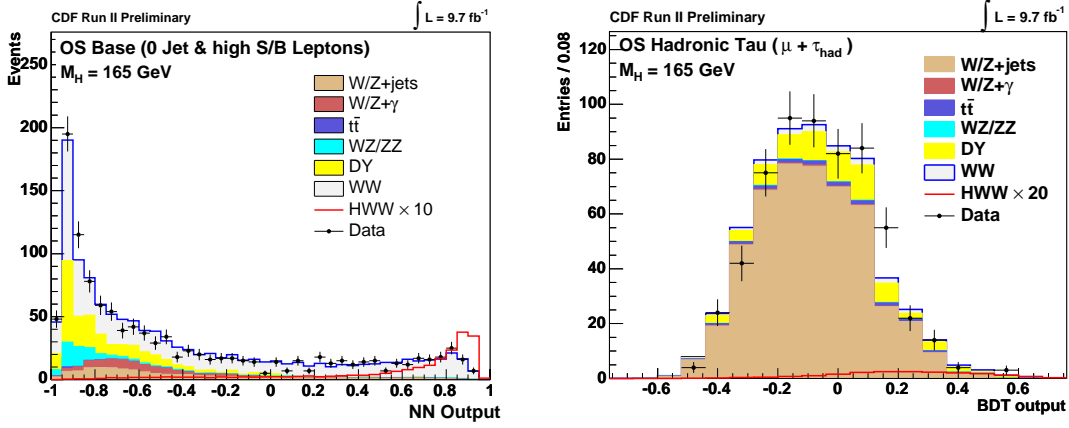 CDF Run II Preliminary
∫ L = 9.7 fb⁻¹
OS Base (0 Jet & high S/B Leptons)
M_H = 165 GeV
W/Z+jets
W/Z+γ
tt̄
WZ/ZZ
DY
WW
HWW × 10
Data
Events
250
200
150
100
50
0
-1 -0.8 -0.6 -0.4 -0.2 0 0.2 0.4 0.6 0.8 1
NN Output
CDF Run II Preliminary
∫ L = 9.7 fb⁻¹
OS Hadronic Tau (μ + τ_had)
M_H = 165 GeV
W/Z+jets
W/Z+γ
tt̄
WZ/ZZ
DY
WW
HWW × 20
Data
Entries / 0.08
120
100
80
60
40
20
0
-0.6 -0.4 -0.2 0 0.2 0.4 0.6
BDT output